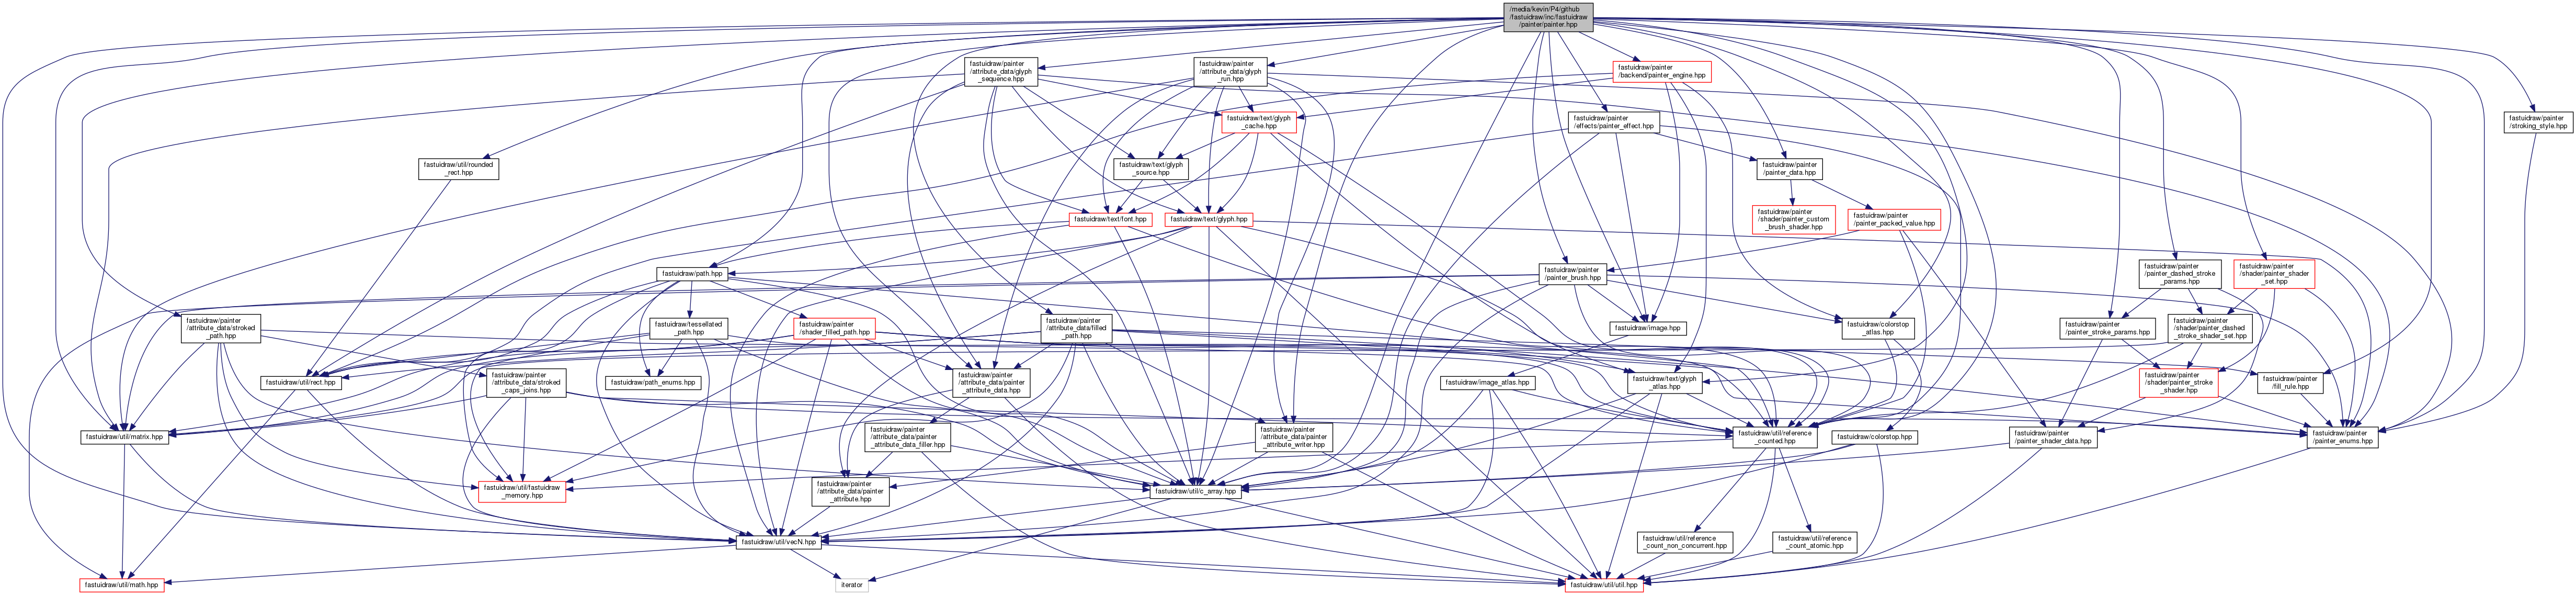 /media/kevin/P4/github
/fastuidraw/inc/fastuidraw
/painter/painter.hpp
fastuidraw/painter
/attribute_data/glyph
_sequence.hpp
fastuidraw/painter
/attribute_data/glyph
_run.hpp
fastuidraw/painter
/backend/painter_engine.hpp
fastuidraw/text/glyph
_cache.hpp
fastuidraw/painter
/effects/painter_effect.hpp
fastuidraw/painter
/stroking_style.hpp
fastuidraw/util/rounded
_rect.hpp
fastuidraw/text/glyph
_source.hpp
fastuidraw/painter
/painter_data.hpp
fastuidraw/text/font.hpp
fastuidraw/text/glyph.hpp
fastuidraw/painter
/shader/painter_custom
_brush_shader.hpp
fastuidraw/painter
/painter_packed_value.hpp
fastuidraw/path.hpp
fastuidraw/painter
/painter_brush.hpp
fastuidraw/painter
/painter_dashed_stroke
_params.hpp
fastuidraw/painter
/shader/painter_shader
_set.hpp
fastuidraw/painter
/attribute_data/stroked
_path.hpp
fastuidraw/tessellated
_path.hpp
fastuidraw/painter
/shader_filled_path.hpp
fastuidraw/painter
/attribute_data/filled
_path.hpp
fastuidraw/image.hpp
fastuidraw/colorstop
_atlas.hpp
fastuidraw/painter
/painter_stroke_params.hpp
fastuidraw/painter
/shader/painter_dashed
_stroke_shader_set.hpp
fastuidraw/util/rect.hpp
fastuidraw/painter
/attribute_data/stroked
_caps_joins.hpp
fastuidraw/path_enums.hpp
fastuidraw/painter
/attribute_data/painter
_attribute_data.hpp
fastuidraw/image_atlas.hpp
fastuidraw/text/glyph
_atlas.hpp
fastuidraw/painter
/shader/painter_stroke
_shader.hpp
fastuidraw/painter
/fill_rule.hpp
fastuidraw/util/matrix.hpp
fastuidraw/painter
/attribute_data/painter
_attribute_data_filler.hpp
fastuidraw/painter
/attribute_data/painter
_attribute_writer.hpp
fastuidraw/util/reference
_counted.hpp
fastuidraw/colorstop.hpp
fastuidraw/painter
/painter_shader_data.hpp
fastuidraw/painter
/painter_enums.hpp
fastuidraw/util/fastuidraw
_memory.hpp
fastuidraw/painter
/attribute_data/painter
_attribute.hpp
fastuidraw/util/c_array.hpp
fastuidraw/util/vecN.hpp
fastuidraw/util/reference
_count_non_concurrent.hpp
fastuidraw/util/reference
_count_atomic.hpp
fastuidraw/util/math.hpp
iterator
fastuidraw/util/util.hpp